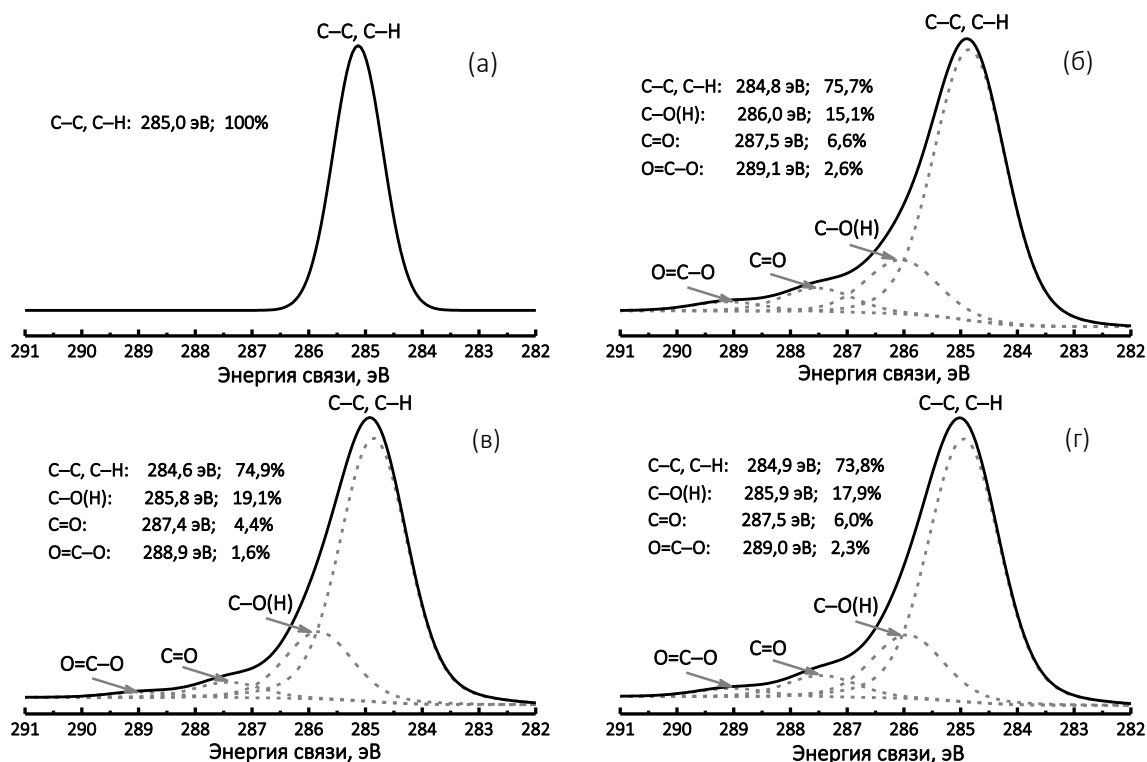 C–C, C–H
(а)
C–C, C–H: 285,0 эВ; 100%
291 290 289 288 287 286 285 284 283 282
Энергия связи, эВ
C–C, C–H
(б)
C–C, C–H: 284,8 эВ; 75,7%
C–O(H): 286,0 эВ; 15,1%
C=O: 287,5 эВ; 6,6%
O=C–O: 289,1 эВ; 2,6%
C–O(H)
C=O
O=C–O
291 290 289 288 287 286 285 284 283 282
Энергия связи, эВ
C–C, C–H
(в)
C–C, C–H: 284,6 эВ; 74,9%
C–O(H): 285,8 эВ; 19,1%
C=O: 287,4 эВ; 4,4%
O=C–O: 288,9 эВ; 1,6%
C–O(H)
C=O
O=C–O
291 290 289 288 287 286 285 284 283 282
Энергия связи, эВ
C–C, C–H
(г)
C–C, C–H: 284,9 эВ; 73,8%
C–O(H): 285,9 эВ; 17,9%
C=O: 287,5 эВ; 6,0%
O=C–O: 289,0 эВ; 2,3%
C–O(H)
C=O
O=C–O
291 290 289 288 287 286 285 284 283 282
Энергия связи, эВ